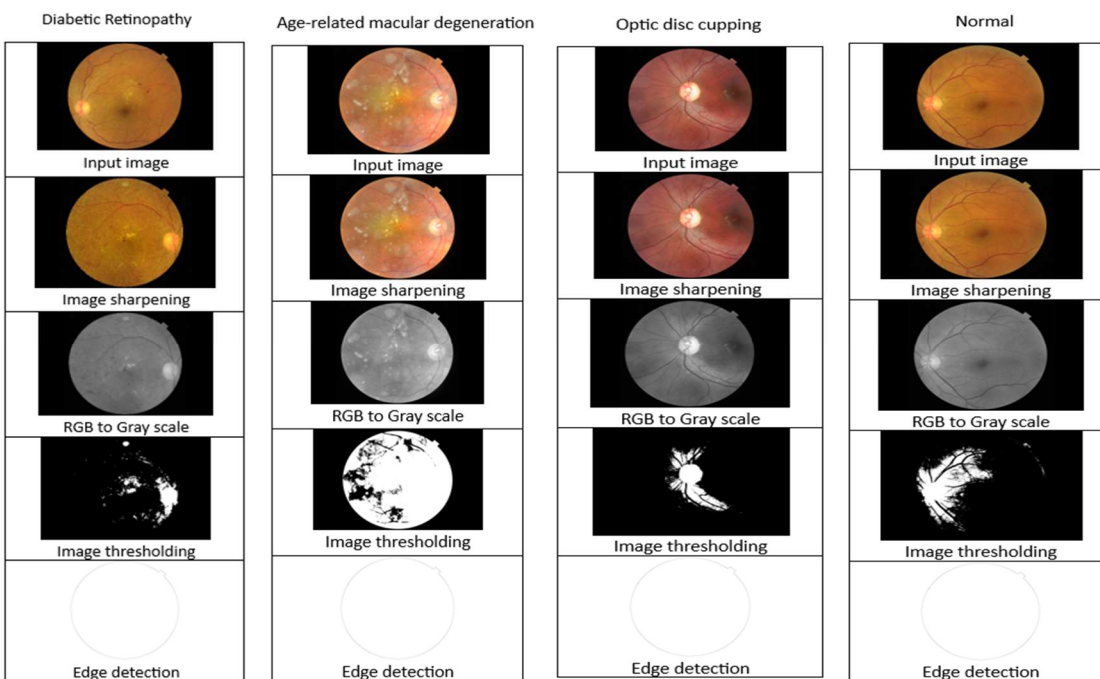 Diabetic Retinopathy
Input image
Image sharpening
RGB to Gray scale
Image thresholding
Edge detection
Age-related macular degeneration
Input image
Image sharpening
RGB to Gray scale
Image thresholding
Edge detection
Optic disc cupping
Input image
Image sharpening
RGB to Gray scale
Image thresholding
Edge detection
Normal
Input image
Image sharpening
RGB to Gray scale
Image thresholding
Edge detection